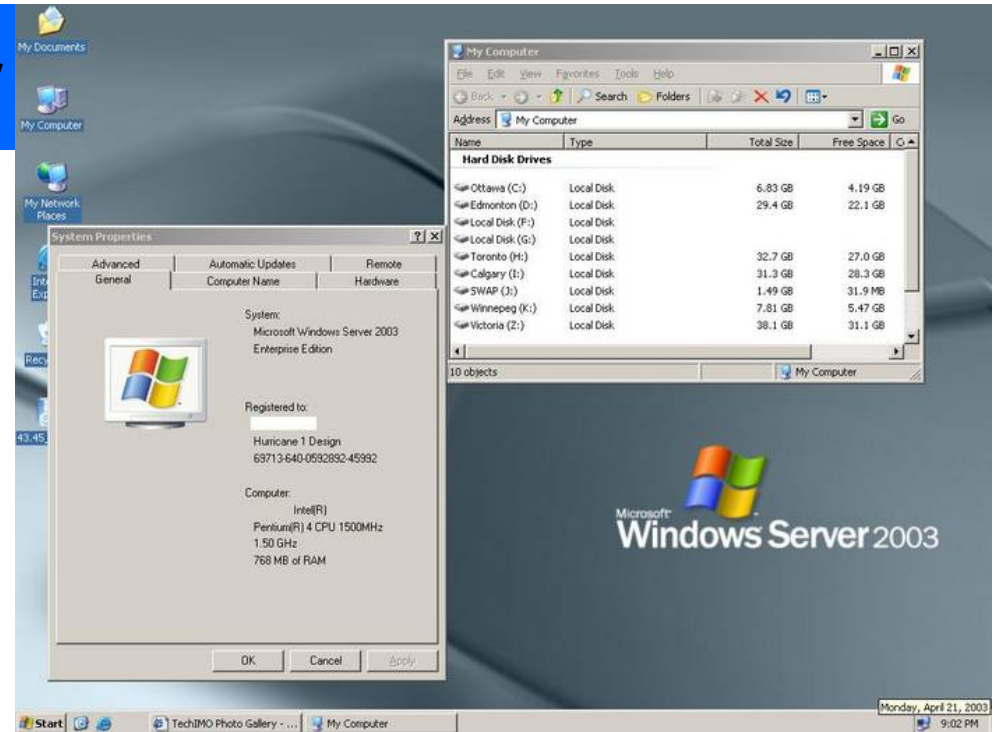 My Documents
My Computer
My Network
Places
My Computer
File Edit View Favorites Tools Help
Back Search Folders
Address My Computer Go
Name Type Total Size Free Space
Hard Disk Drives
Ottawa (C:) Local Disk 6.83 GB 4.19 GB
Edmonton (D:) Local Disk 29.4 GB 22.1 GB
Local Disk (F:) Local Disk
Local Disk (G:) Local Disk
Toronto (H:) Local Disk 32.7 GB 27.0 GB
Calgary (I:) Local Disk 31.3 GB 28.3 GB
SWAP (J:) Local Disk 1.49 GB 31.9 MB
Winnepeg (K:) Local Disk 7.81 GB 5.47 GB
Victoria (Z:) Local Disk 38.1 GB 31.1 GB
10 objects My Computer
System Properties
Advanced Automatic Updates Remote
General Computer Name Hardware
System:
Microsoft Windows Server 2003
Enterprise Edition
Registered to:
Hurricane 1 Design
69713-640-0592892-45992
Computer:
Intel(R)
Pentium(R) 4 CPU 1500MHz
1.50 GHz
768 MB of RAM
OK Cancel Apply
Microsoft
Windows Server 2003
Monday, April 21, 2003
Start TechIMO Photo Gallery - ... My Computer 9:02 PM